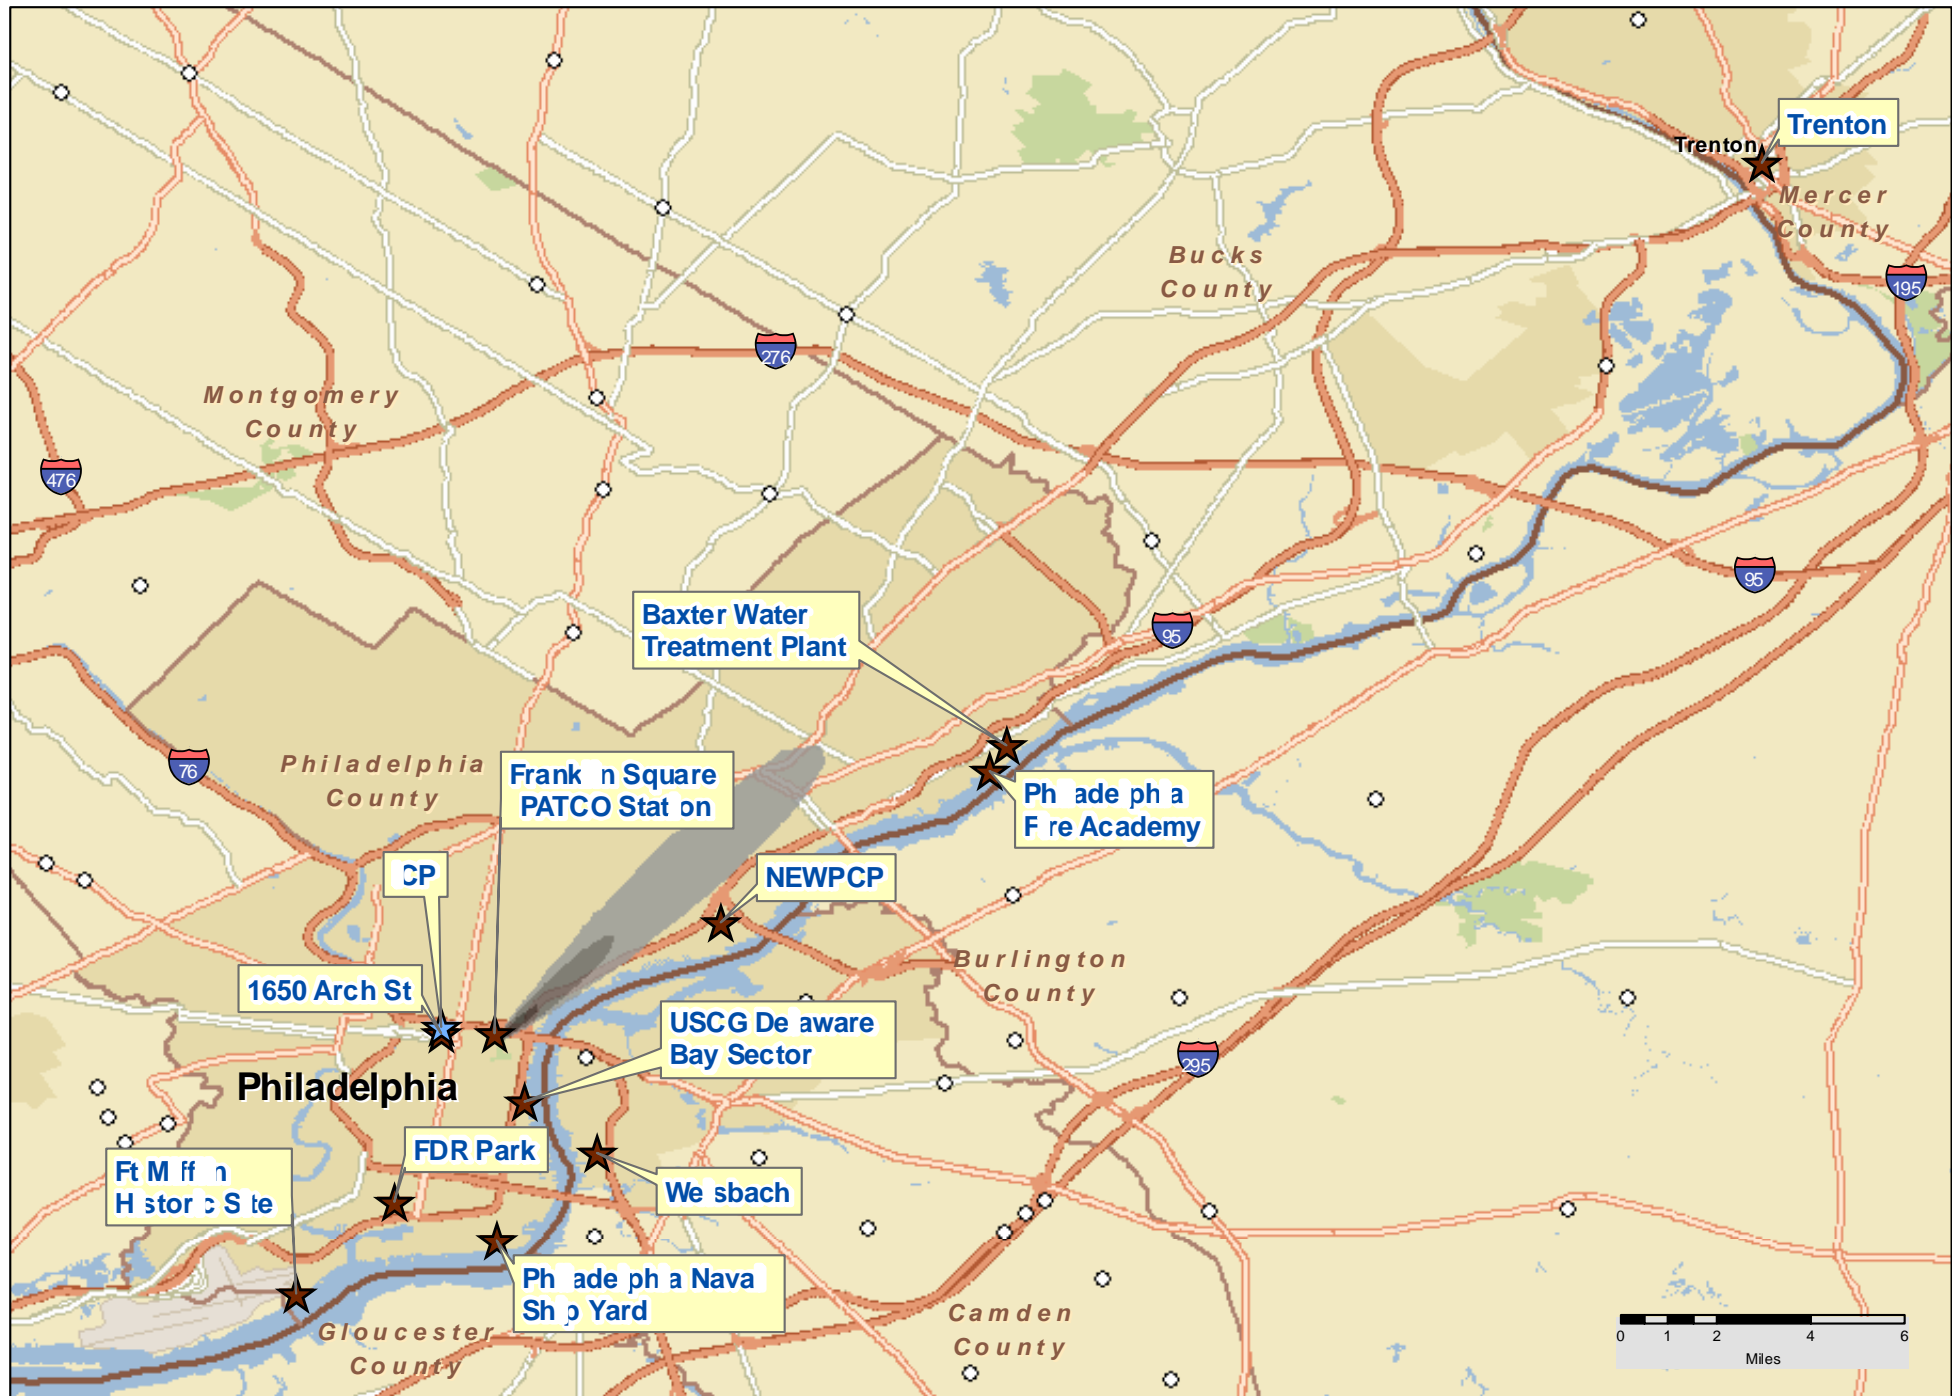 Trenton
Trenton
Mercer
County
Bucks
County
195
276
Montgomery
County
476
95
Baxter Water
Treatment Plant
95
76
Philadelphia
County
Frank n Square
PATCO Stat on
Ph ade ph a
F re Academy
CP
NEWPCP
1650 Arch St
Burlington
County
USCG De aware
Bay Sector
295
Philadelphia
FDR Park
Ft M ff n
H stor c S te
We sbach
Ph ade ph a Nava
Sh p Yard
Gloucester
County
Camden
County
0 1 2 4 6
Miles